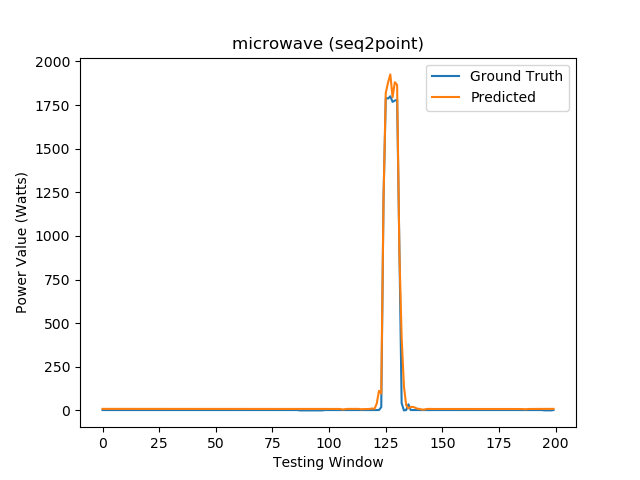 microwave (seq2point)
Ground Truth
Predicted
2000
1750
1500
1250
1000
750
500
250
0
Power Value (Watts)
0 25 50 75 100 125 150 175 200
Testing Window